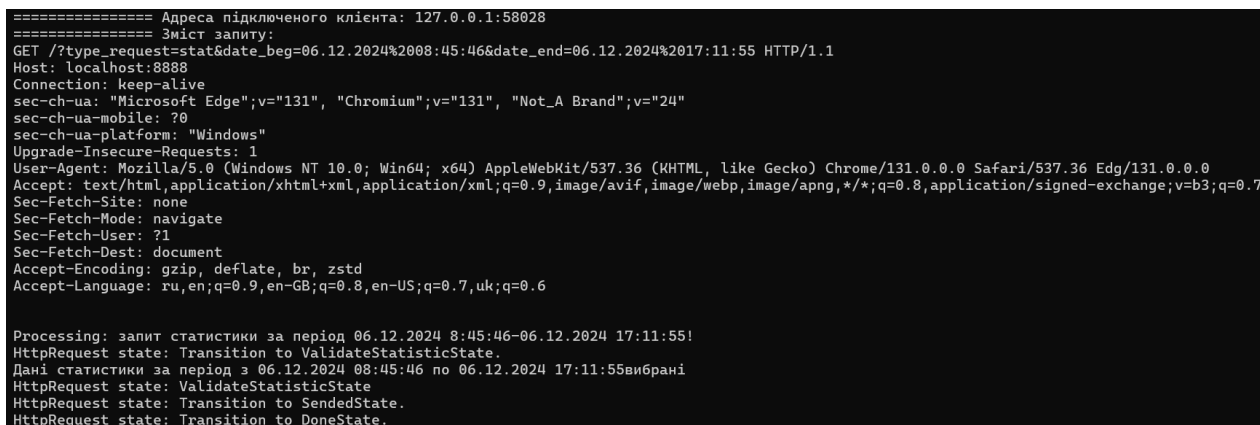 ================ Адреса підключеного клієнта: 127.0.0.1:58028
================ Зміст запиту:
GET /?type_request=stat&date_beg=06.12.2024%2008:45:46&date_end=06.12.2024%2017:11:55 HTTP/1.1
Host: localhost:8888
Connection: keep-alive
sec-ch-ua: "Microsoft Edge";v="131", "Chromium";v="131", "Not_A Brand";v="24"
sec-ch-ua-mobile: ?0
sec-ch-ua-platform: "Windows"
Upgrade-Insecure-Requests: 1
User-Agent: Mozilla/5.0 (Windows NT 10.0; Win64; x64) AppleWebKit/537.36 (KHTML, like Gecko) Chrome/131.0.0.0 Safari/537.36 Edg/131.0.0.0
Accept: text/html,application/xhtml+xml,application/xml;q=0.9,image/avif,image/webp,image/apng,*/*;q=0.8,application/signed-exchange;v=b3;q=0.7
Sec-Fetch-Site: none
Sec-Fetch-Mode: navigate
Sec-Fetch-User: ?1
Sec-Fetch-Dest: document
Accept-Encoding: gzip, deflate, br, zstd
Accept-Language: ru,en;q=0.9,en-GB;q=0.8,en-US;q=0.7,uk;q=0.6
Processing: запит статистики за період 06.12.2024 8:45:46-06.12.2024 17:11:55!
HttpRequest state: Transition to ValidateStatisticState.
Дані статистики за період з 06.12.2024 08:45:46 по 06.12.2024 17:11:55вибрані
HttpRequest state: ValidateStatisticState
HttpRequest state: Transition to SendedState.
HttpRequest state: Transition to DoneState.